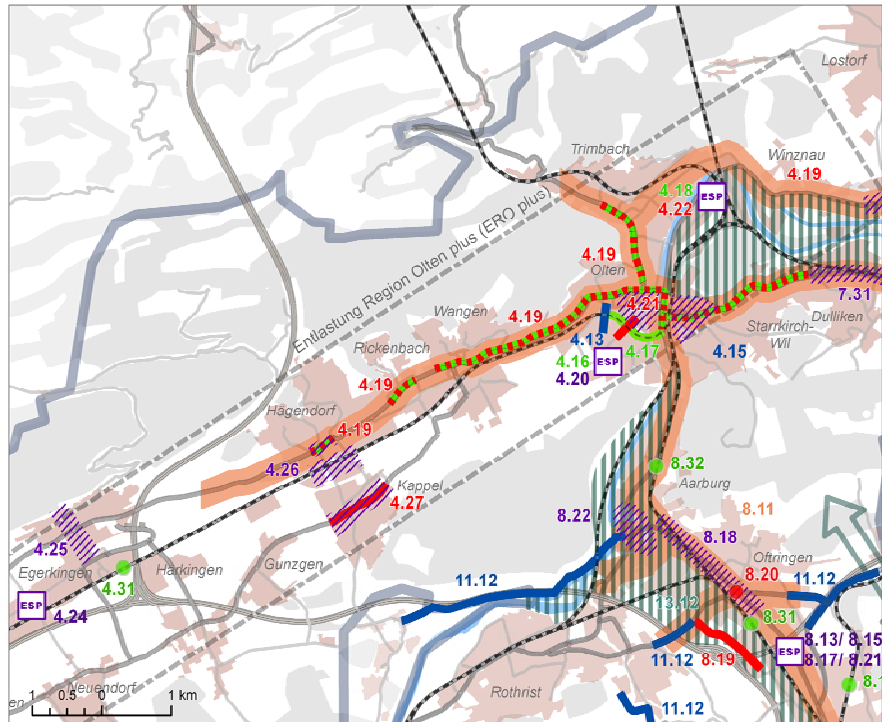 Lostorf
Trimbach
Winznau
4.19
4.18
ESP
4.22
Entlastung Region Olten plus (ERO plus)
4.19
Olten
7.31
4.21
Wangen
4.19
Dulliken
Starrkirch-
Wil
4.13
4.17
4.15
Rickenbach
4.16
ESP
4.20
4.19
Hägendorf
4.19
4.26
8.32
Kappel
Aarburg
4.27
8.11
8.22
8.18
4.25
Gunzgen
Oftringen
Egerkingen
Härkingen
4.31
8.20
11.12
11.12
ESP
4.24
13.12
8.31
8.13/ 8.15
ESP
8.17/ 8.21
11.12
8.19
8.1
Neuendorf
en
1
0.5
0
1 km
Rothrist
11.12